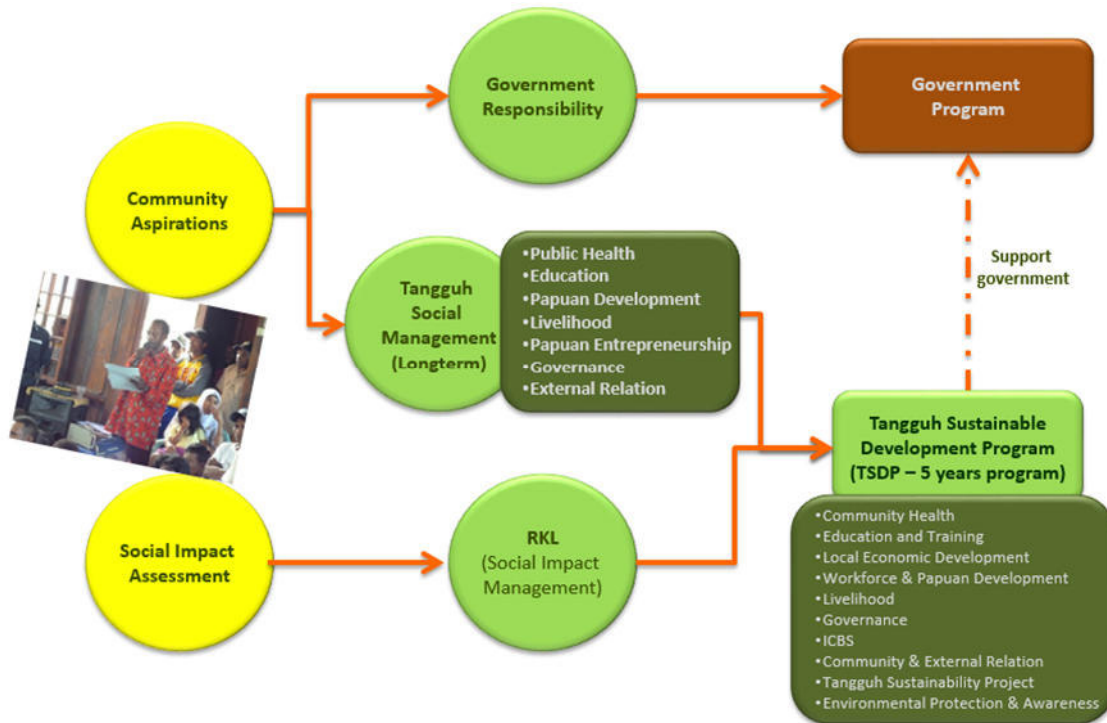 Government
Responsibility
Government
Program
Community
Aspirations
Tangguh
Social
Management
(Longterm)
•Public Health
•Education
•Papuan Development
•Livelihood
•Papuan Entrepreneurship
•Governance
•External Relation
Support
government
Social Impact
Assessment
RKL
(Social Impact
Management)
Tangguh Sustainable
Development Program
(TSDP – 5 years program)
•Community Health
•Education and Training
•Local Economic Development
•Workforce & Papuan Development
•Livelihood
•Governance
•ICBS
•Community & External Relation
•Tangguh Sustainability Project
•Environmental Protection & Awareness